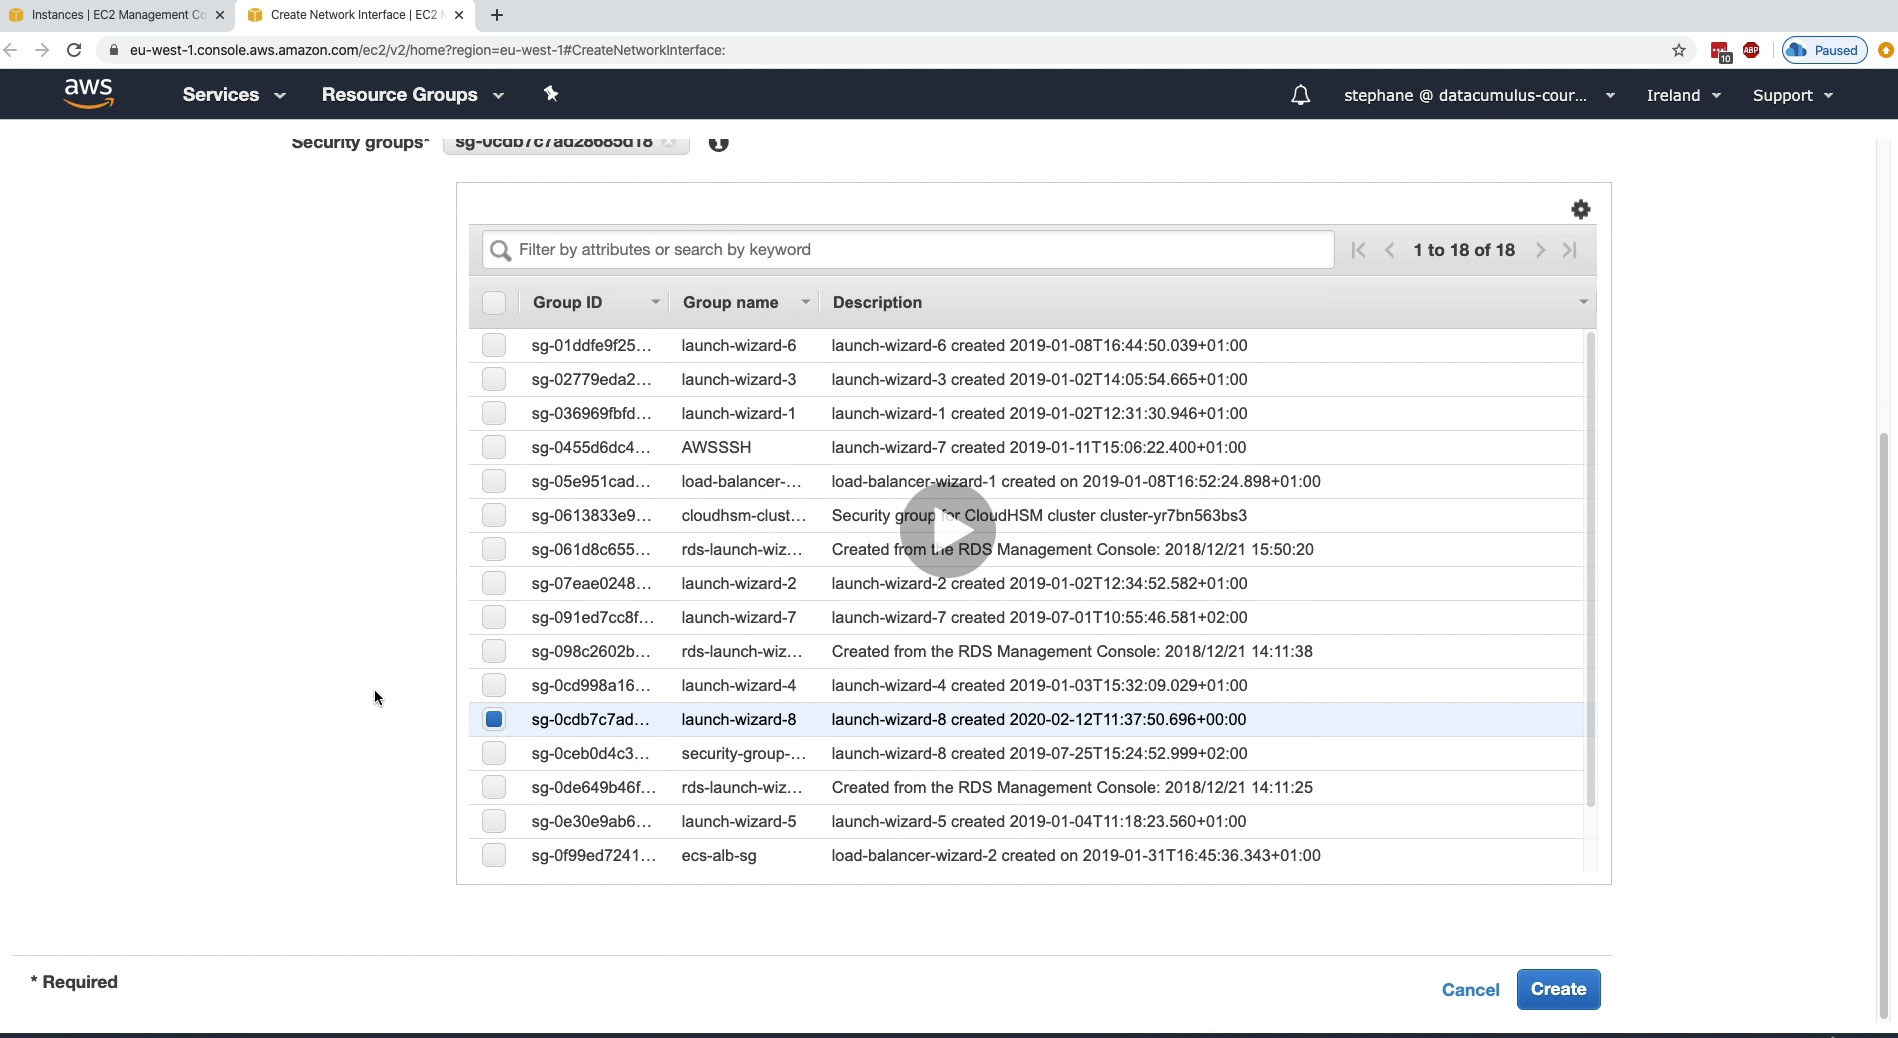 Instances | EC2 Management Co
Create Network Interface | EC2 M
eu-west-1.console.aws.amazon.com/ec2/v2/home?region=eu-west-1#CreateNetworkInterface:
10
ABP
Paused
aws
Services
Resource Groups
stephane @ datacumulus-cour...
Ireland
Support
Security groups*
sg-0cdb7c7ad28685d18
Filter by attributes or search by keyword
1 to 18 of 18
Group ID Group name Description
sg-01ddfe9f25... launch-wizard-6 launch-wizard-6 created 2019-01-08T16:44:50.039+01:00
sg-02779eda2... launch-wizard-3 launch-wizard-3 created 2019-01-02T14:05:54.665+01:00
sg-036969fbfd... launch-wizard-1 launch-wizard-1 created 2019-01-02T12:31:30.946+01:00
sg-0455d6dc4... AWSSSH launch-wizard-7 created 2019-01-11T15:06:22.400+01:00
sg-05e951cad... load-balancer-... load-balancer-wizard-1 created on 2019-01-08T16:52:24.898+01:00
sg-0613833e9... cloudhsm-clust... Security group for CloudHSM cluster cluster-yr7bn563bs3
sg-061d8c655... rds-launch-wiz... Created from the RDS Management Console: 2018/12/21 15:50:20
sg-07eae0248... launch-wizard-2 launch-wizard-2 created 2019-01-02T12:34:52.582+01:00
sg-091ed7cc8f... launch-wizard-7 launch-wizard-7 created 2019-07-01T10:55:46.581+02:00
sg-098c2602b... rds-launch-wiz... Created from the RDS Management Console: 2018/12/21 14:11:38
sg-0cd998a16... launch-wizard-4 launch-wizard-4 created 2019-01-03T15:32:09.029+01:00
sg-0cdb7c7ad... launch-wizard-8 launch-wizard-8 created 2020-02-12T11:37:50.696+00:00
sg-0ceb0d4c3... security-group-... launch-wizard-8 created 2019-07-25T15:24:52.999+02:00
sg-0de649b46f... rds-launch-wiz... Created from the RDS Management Console: 2018/12/21 14:11:25
sg-0e30e9ab6... launch-wizard-5 launch-wizard-5 created 2019-01-04T11:18:23.560+01:00
sg-0f99ed7241... ecs-alb-sg load-balancer-wizard-2 created on 2019-01-31T16:45:36.343+01:00
* Required
Cancel
Create